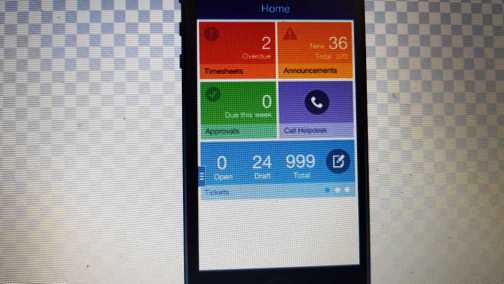 Home
2
Overdue
Timesheets
New 36
Total
Announcements
0
Due this week
Approvals
Call Helpdesk
0 24 999
Open Draft Total
Tickets